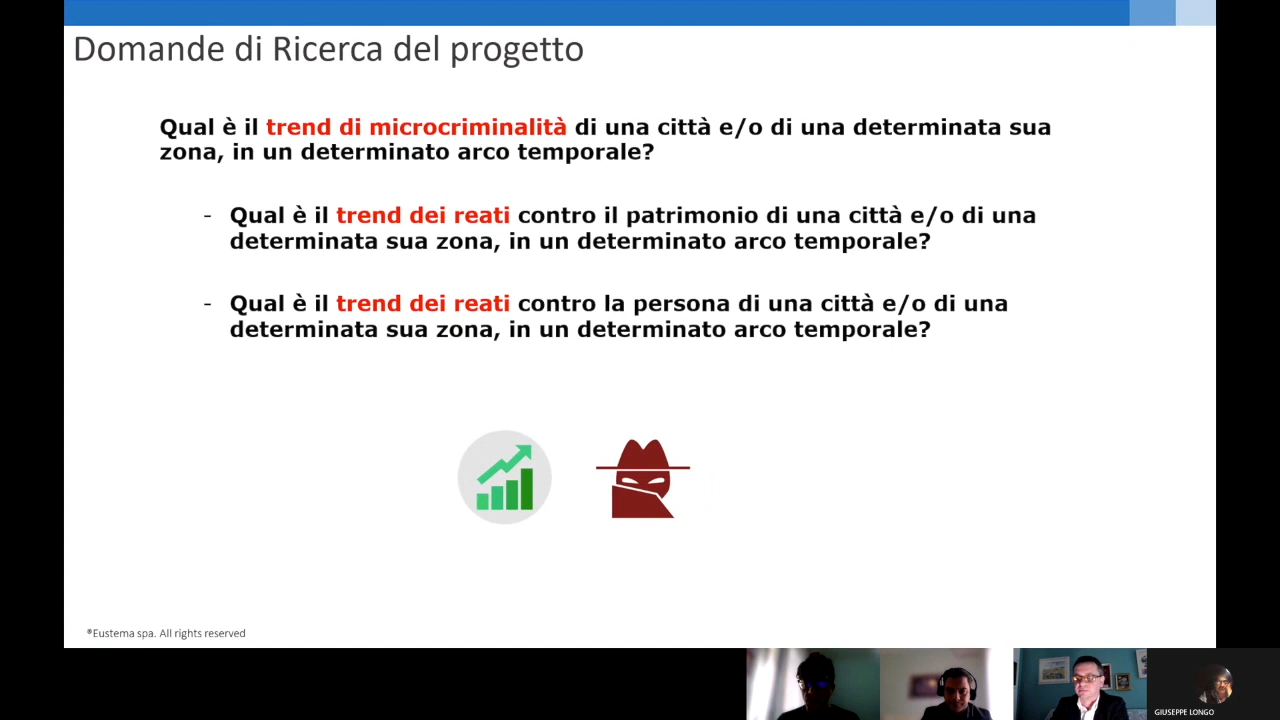 Domande di Ricerca del progetto
Qual è il trend di microcriminalità di una città e/o di una determinata sua
zona, in un determinato arco temporale?
- Qual è il trend dei reati contro il patrimonio di una città e/o di una
determinata sua zona, in un determinato arco temporale?
- Qual è il trend dei reati contro la persona di una città e/o di una
determinata sua zona, in un determinato arco temporale?
®Eustema spa. All rights reserved
GIUSEPPE LONGO